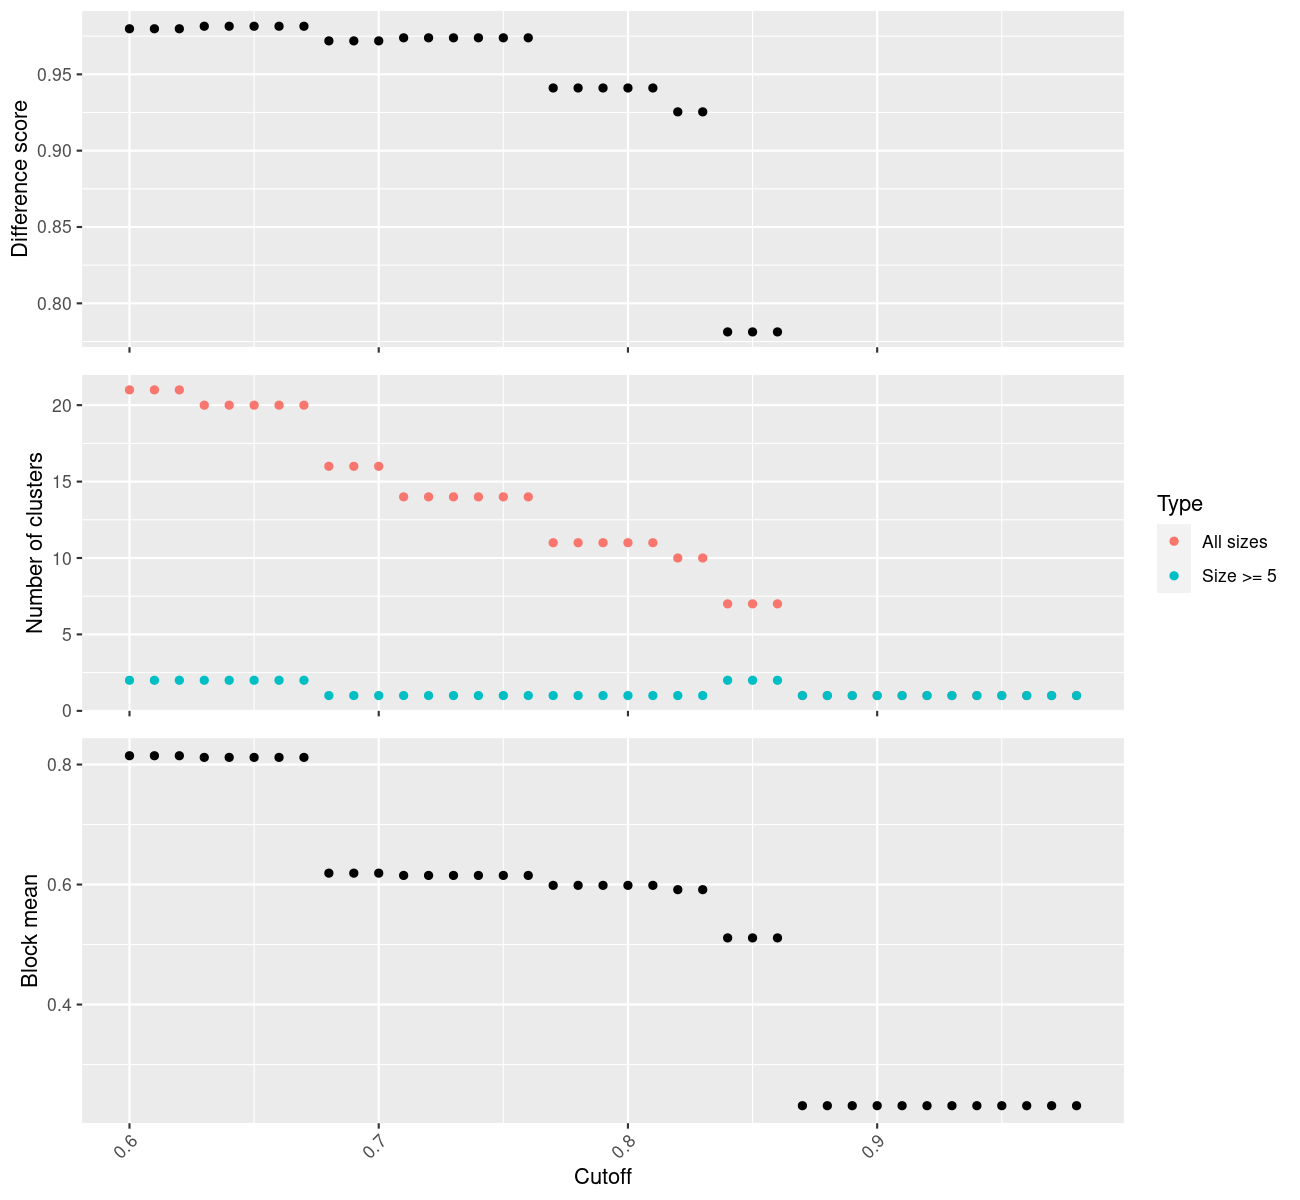 Difference score
0.95
0.90
0.85
0.80
Number of clusters
20
15
10
5
0
Type
All sizes
Size >= 5
Block mean
0.8
0.6
0.4
0.6 0.7 0.8 0.9
Cutoff